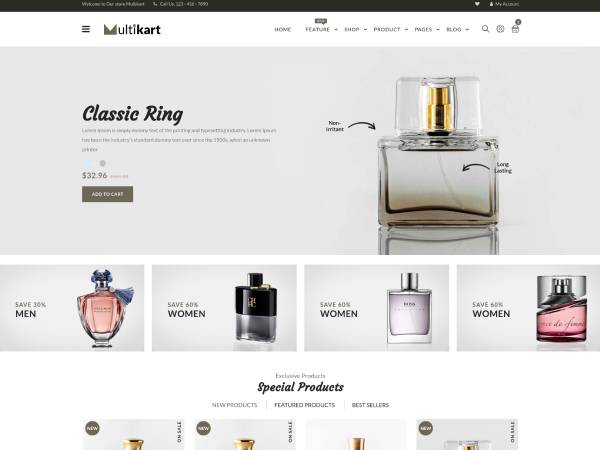 Welcome to Our store Multikart
Call Us: 123 - 456 - 7890
My Account
Multikart
HOME
NEW
FEATURE
SHOP
PRODUCT
PAGES
BLOG
Classic Ring
Lorem Ipsum is simply dummy text of the printing and typesetting industry. Lorem Ipsum
has been the industry's standard dummy text ever since the 1500s, when an unknown
printer
$32.96
ADD TO CART
Non-
Irritant
Long
Lasting
SAVE 30%
MEN
SAVE 60%
WOMEN
SAVE 60%
WOMEN
SAVE 60%
WOMEN
Exclusive Products
Special Products
NEW PRODUCTS
FEATURED PRODUCTS
BEST SELLERS
NEW
ON SALE
NEW
ON SALE
NEW
ON SALE